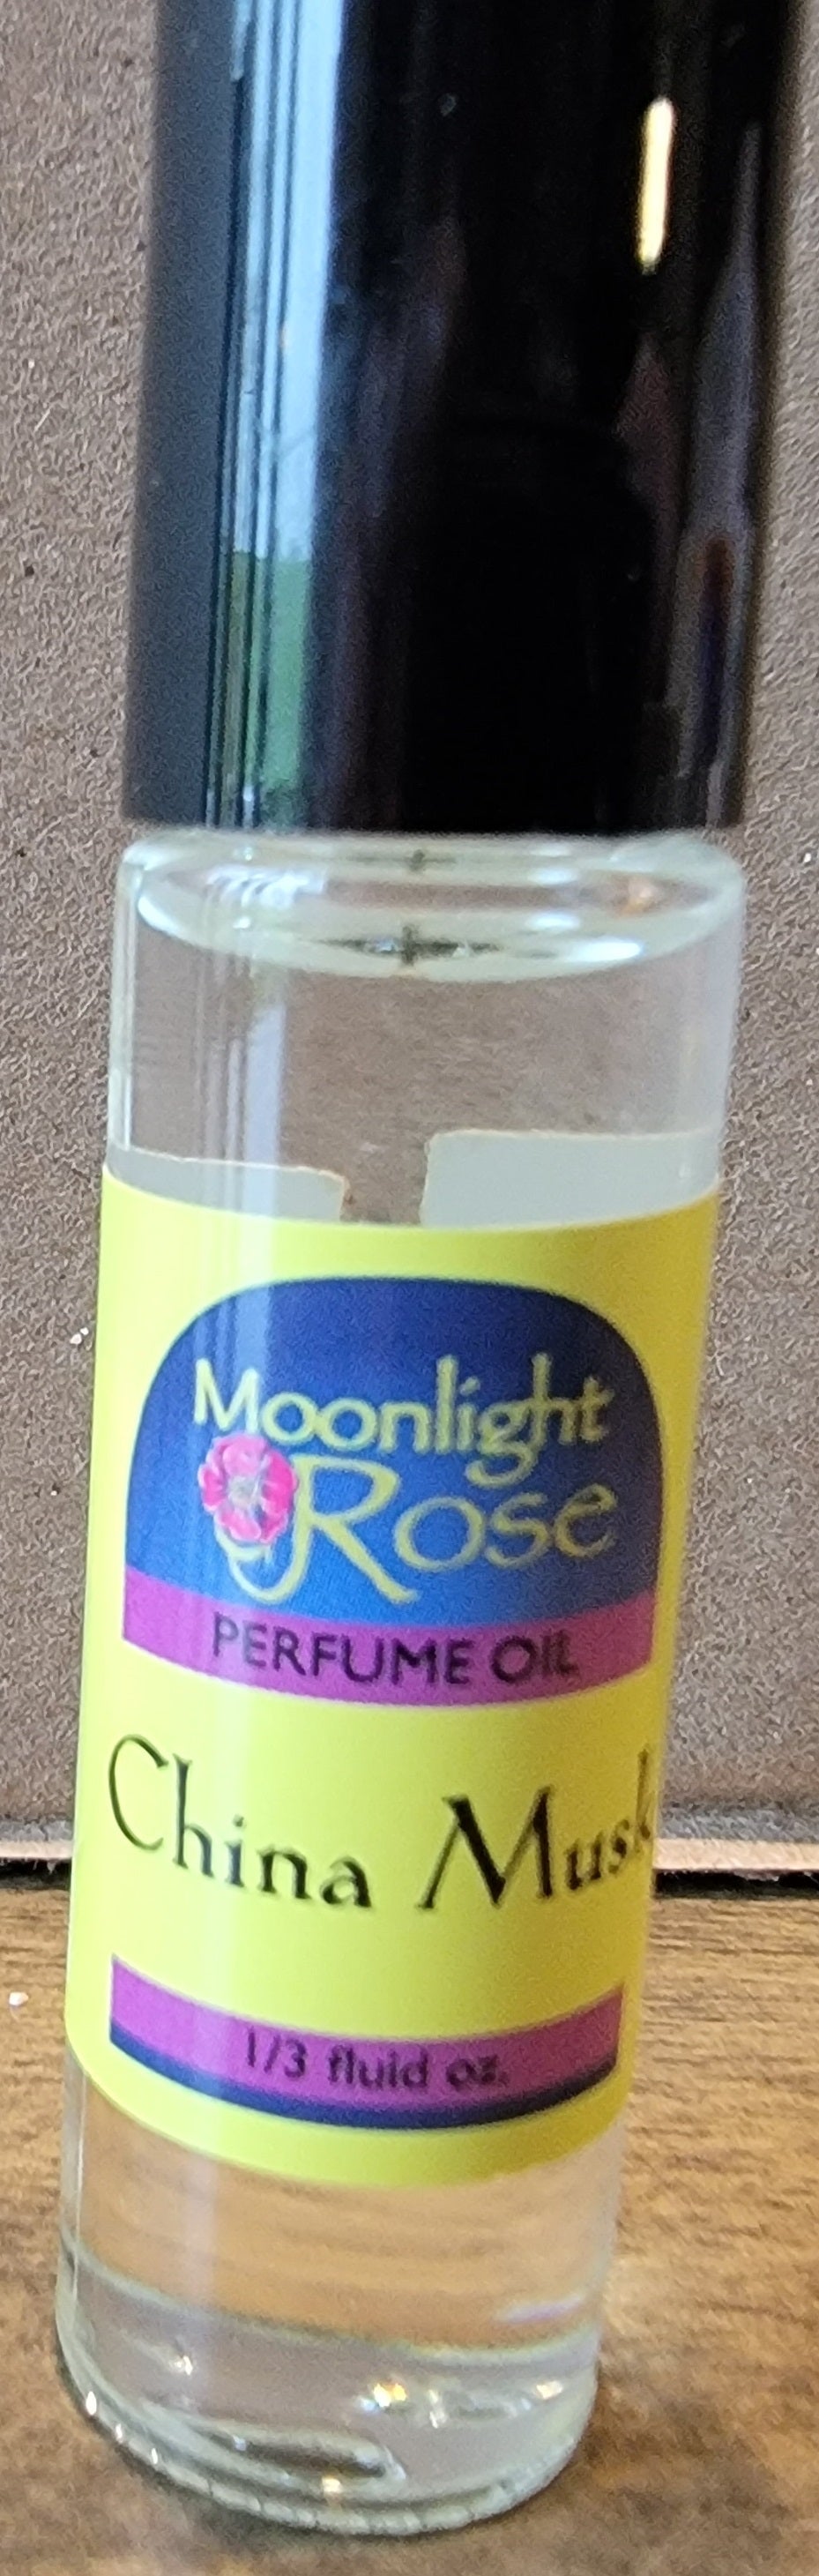 Moonlight
Rose
PERFUME OIL
China Musk
1/3 fluid oz.